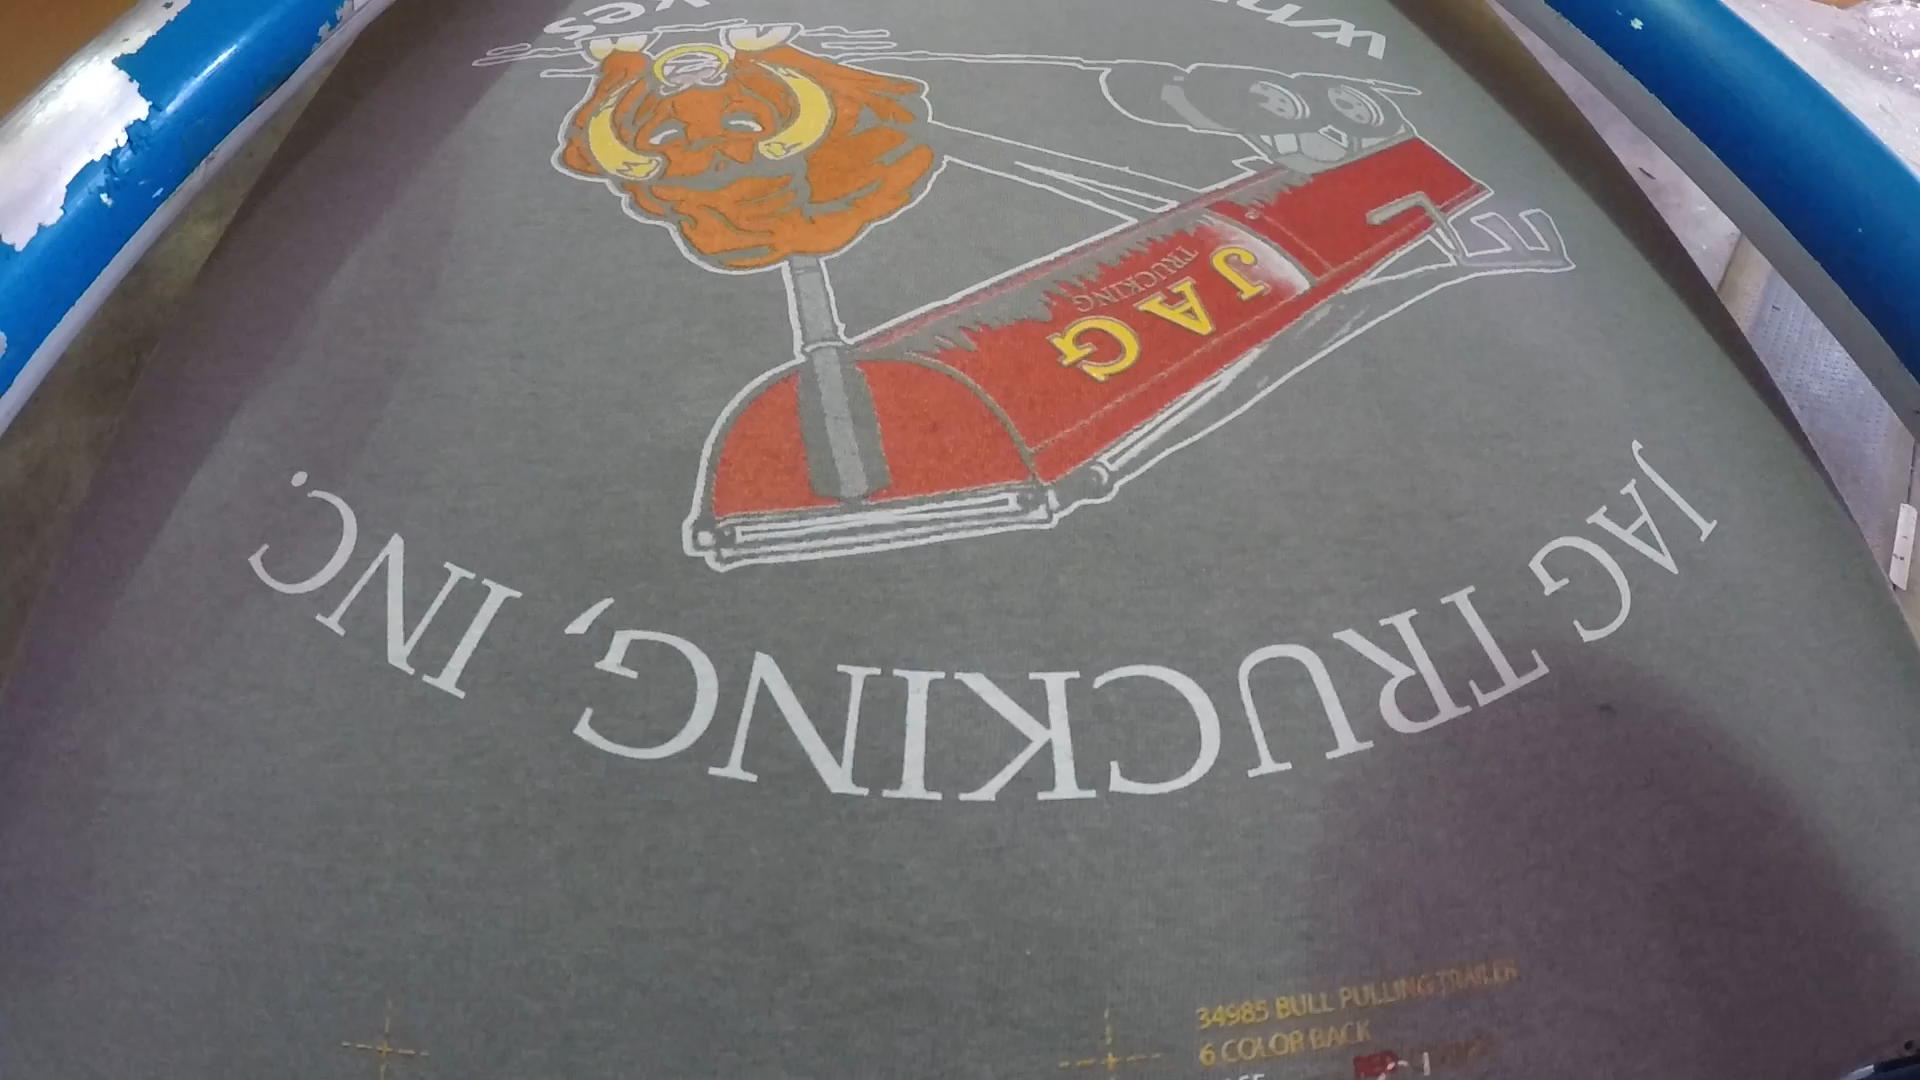 JAG TRUCKING, INC.
JAG
TRUCKING
34985 BULL PULLING TRAILER
6 COLOR BACK